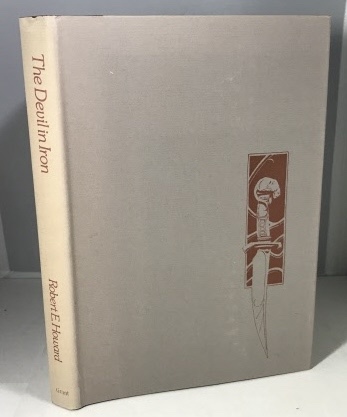 The Devil in Iron
Robert E. Howard
Grant